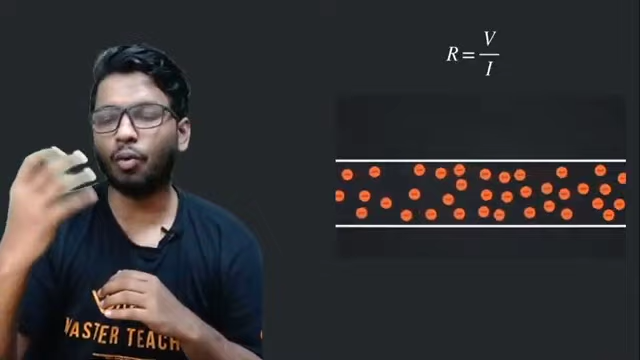 R = V/I
MASTER TEACH